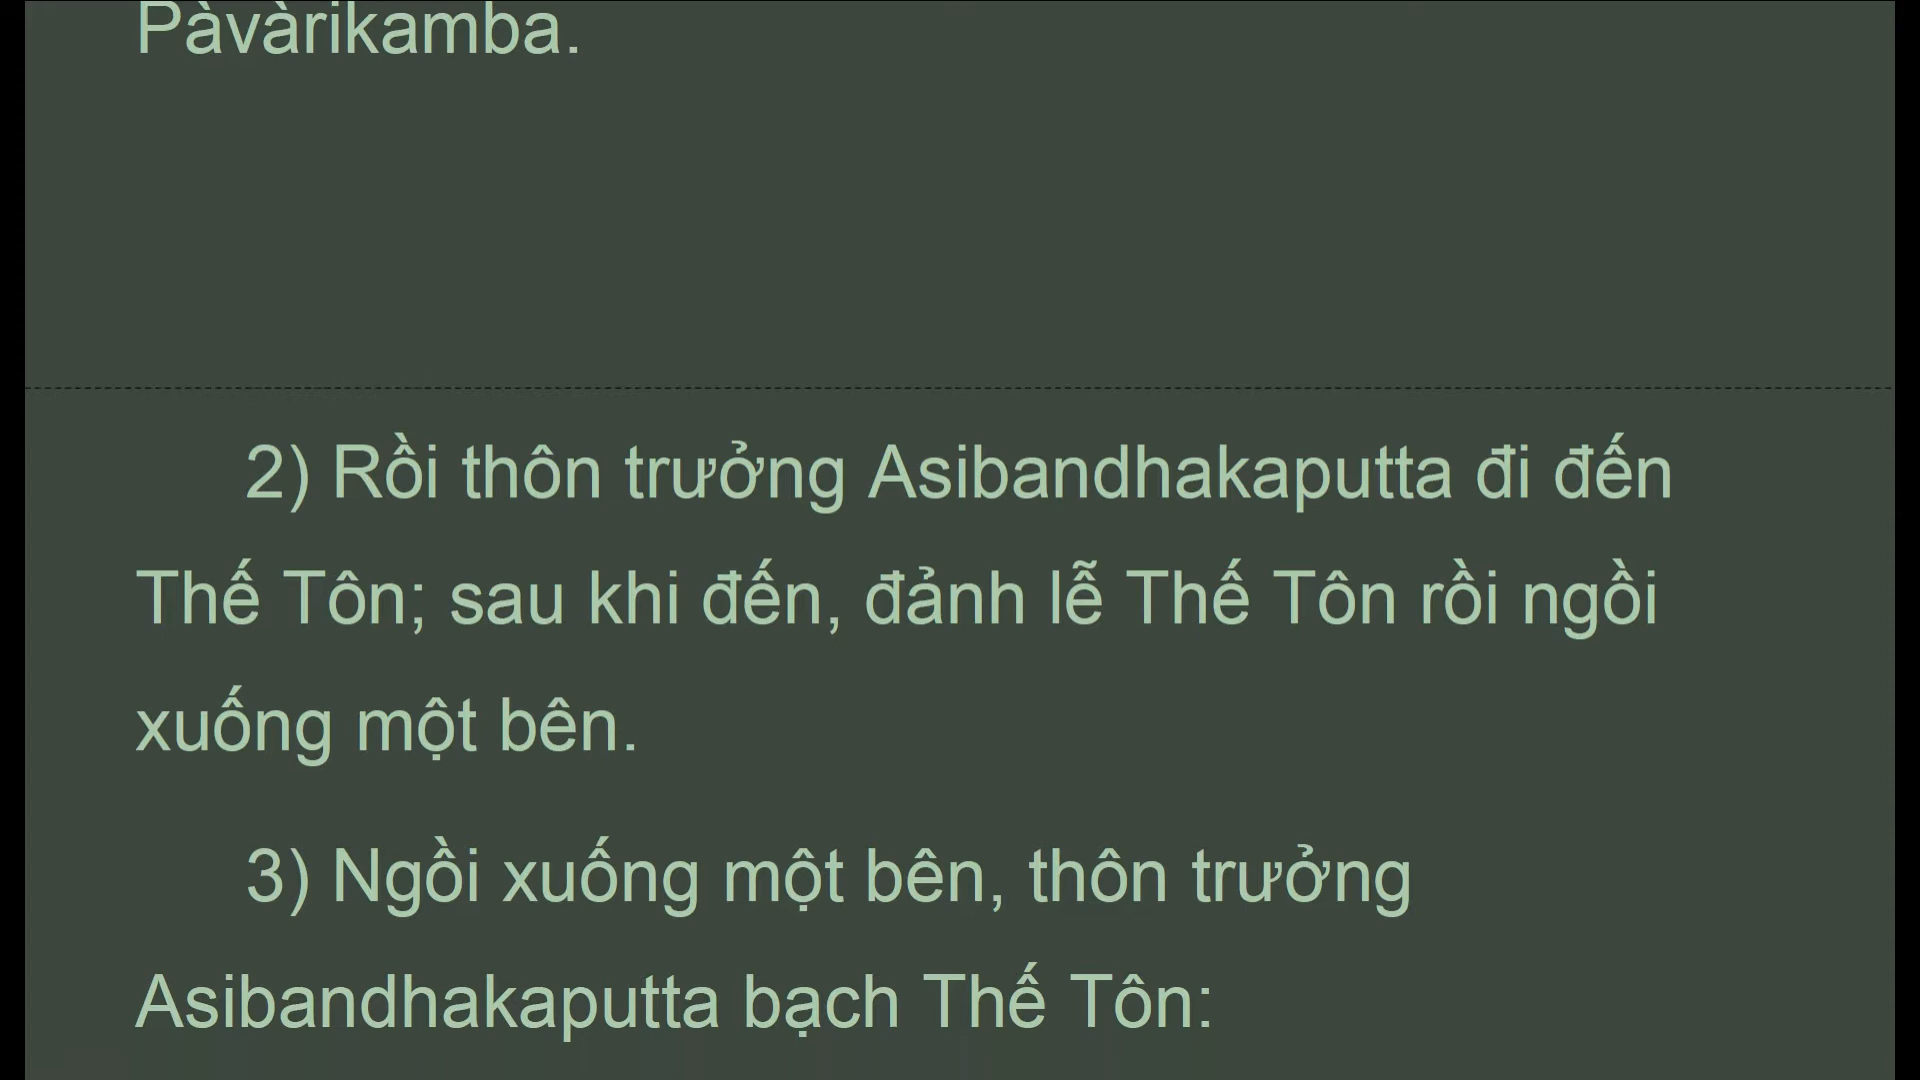 Pàvàrikamba.
2) Rồi thôn trưởng Asibandhakaputta đi đến
Thế Tôn; sau khi đến, đảnh lễ Thế Tôn rồi ngồi
xuống một bên.
3) Ngồi xuống một bên, thôn trưởng
Asibandhakaputta bạch Thế Tôn: